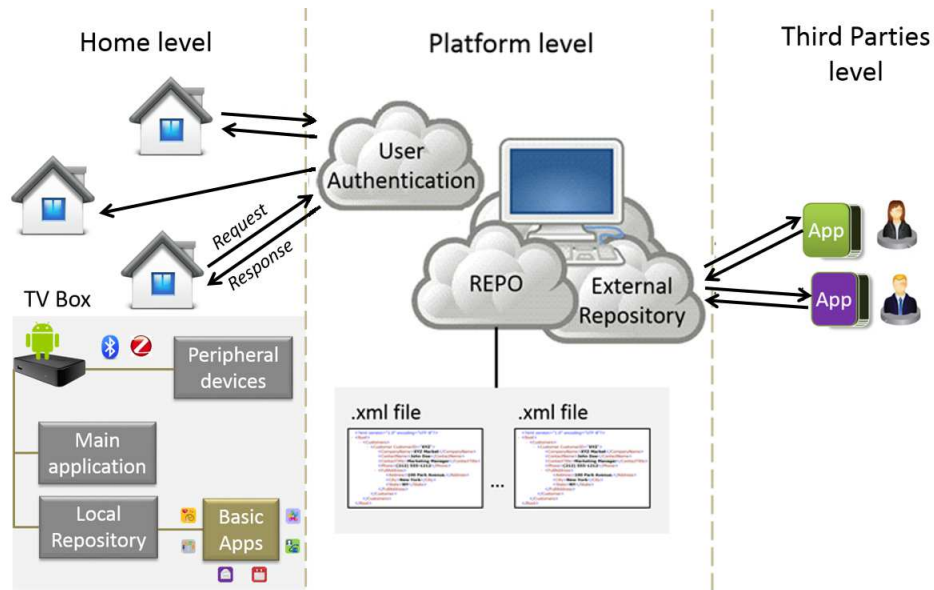 Home level
Platform level
Third Parties
level
User
Authentication
Request
Response
App
App
REPO
External
Repository
TV Box
Peripheral
devices
Main
application
Local
Repository
Basic
Apps
.xml file
.xml file
...